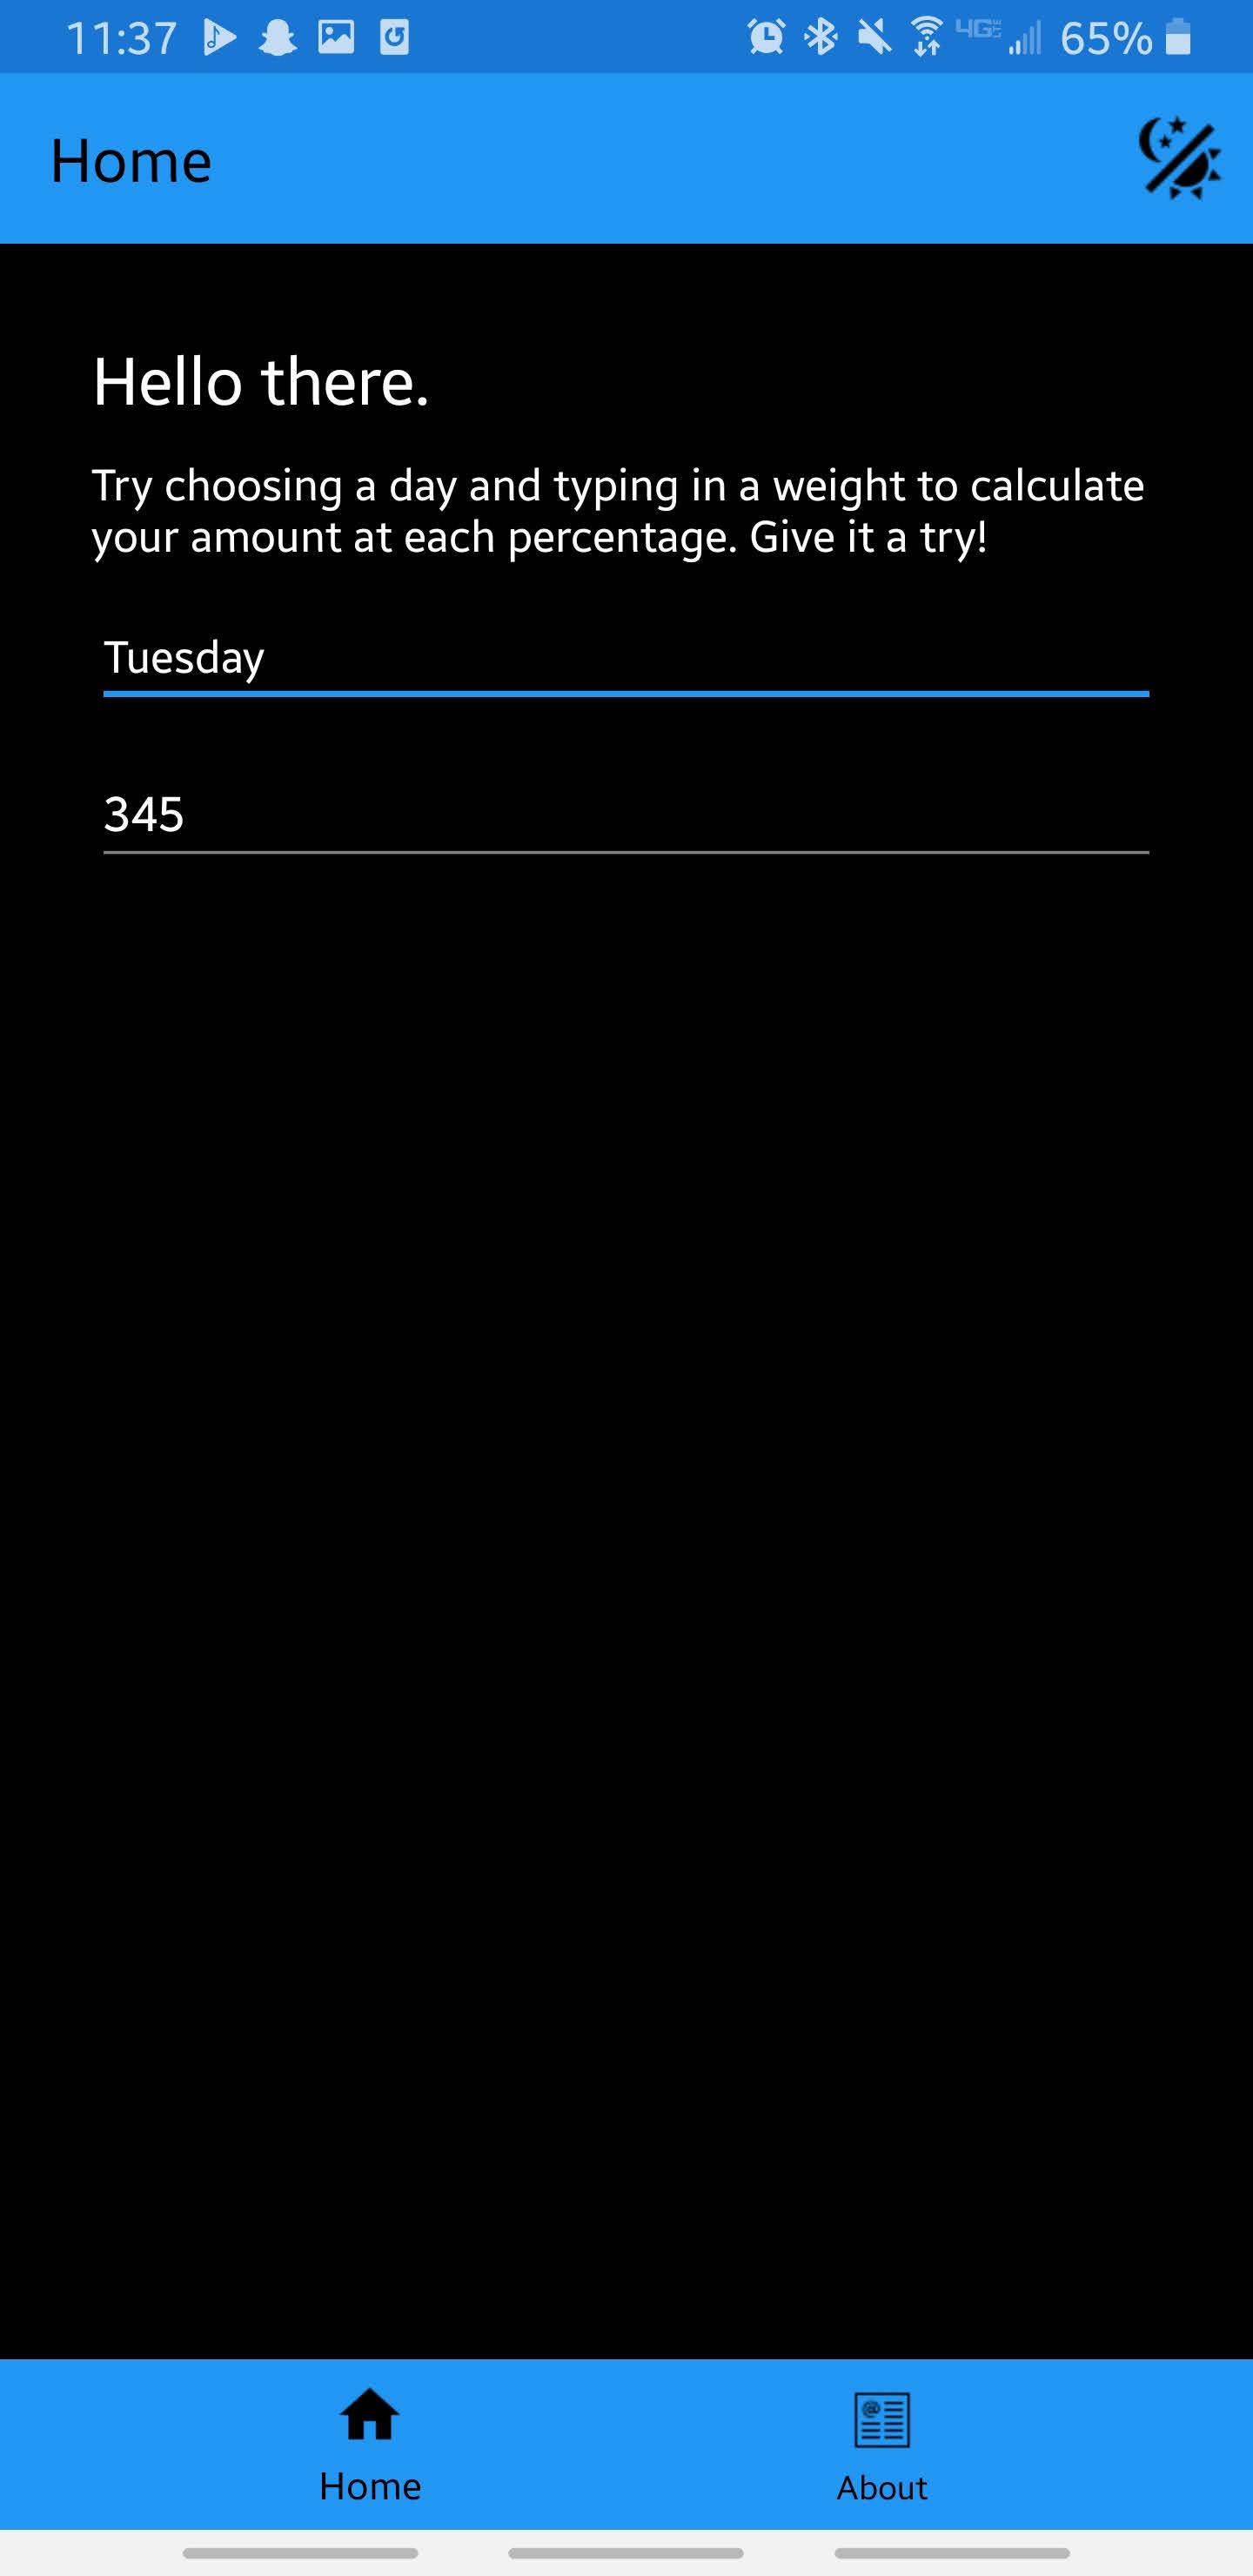 11:37
4G 65%
Home
Hello there.
Try choosing a day and typing in a weight to calculate
your amount at each percentage. Give it a try!
Tuesday
345
Home About